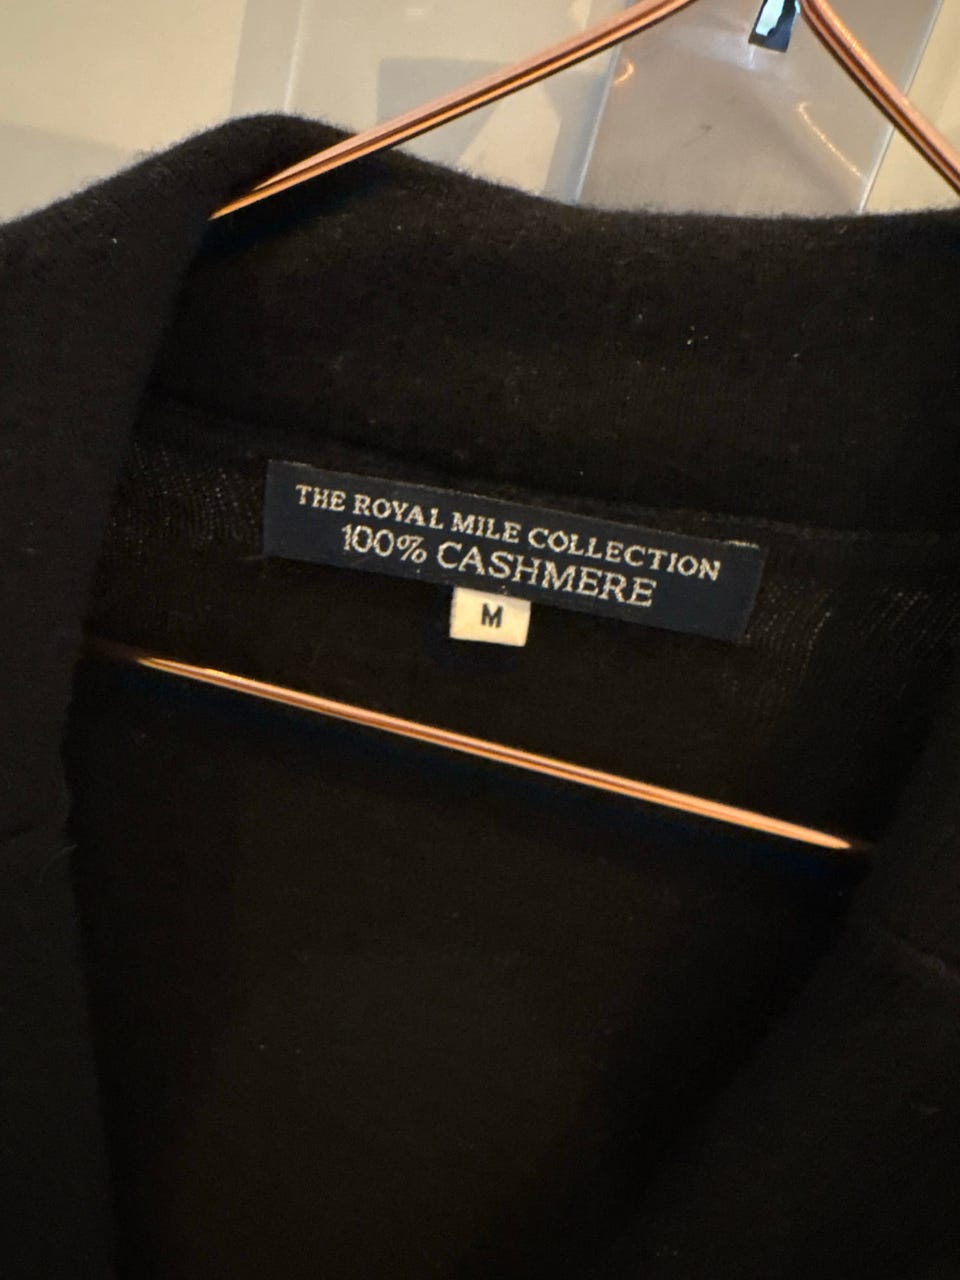 THE ROYAL MILE COLLECTION
100% CASHMERE
M